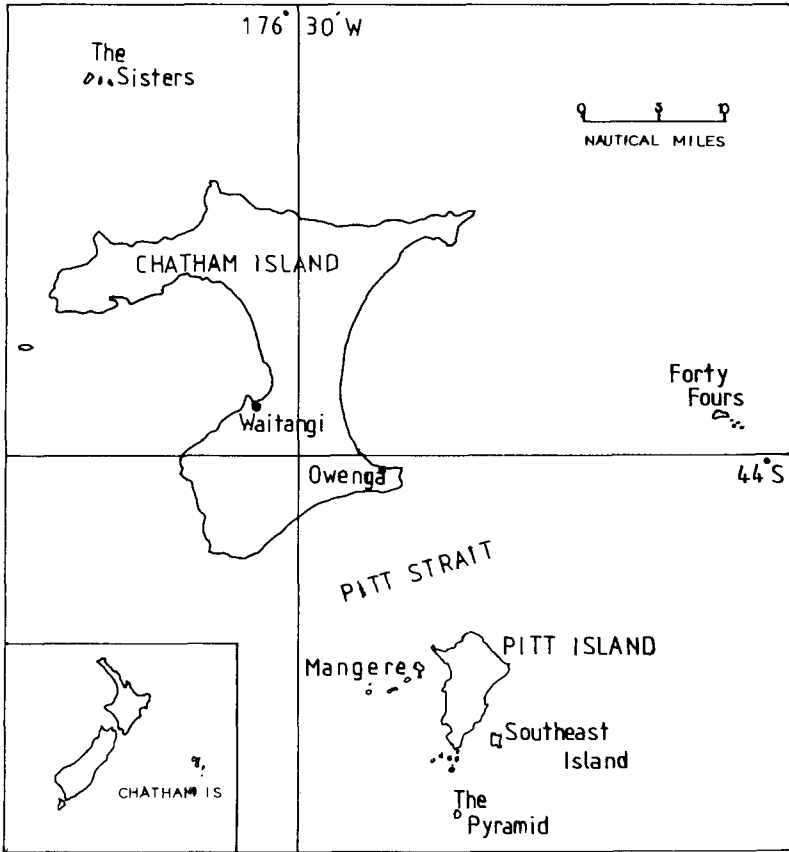 176° 30´ W
The
Sisters
0 5 10
NAUTICAL MILES
CHATHAM ISLAND
Forty
Fours
Waitangi
Owenga
44°S
PITT STRAIT
PITT ISLAND
Mangere
Southeast
Island
CHATHAM IS
The
Pyramid